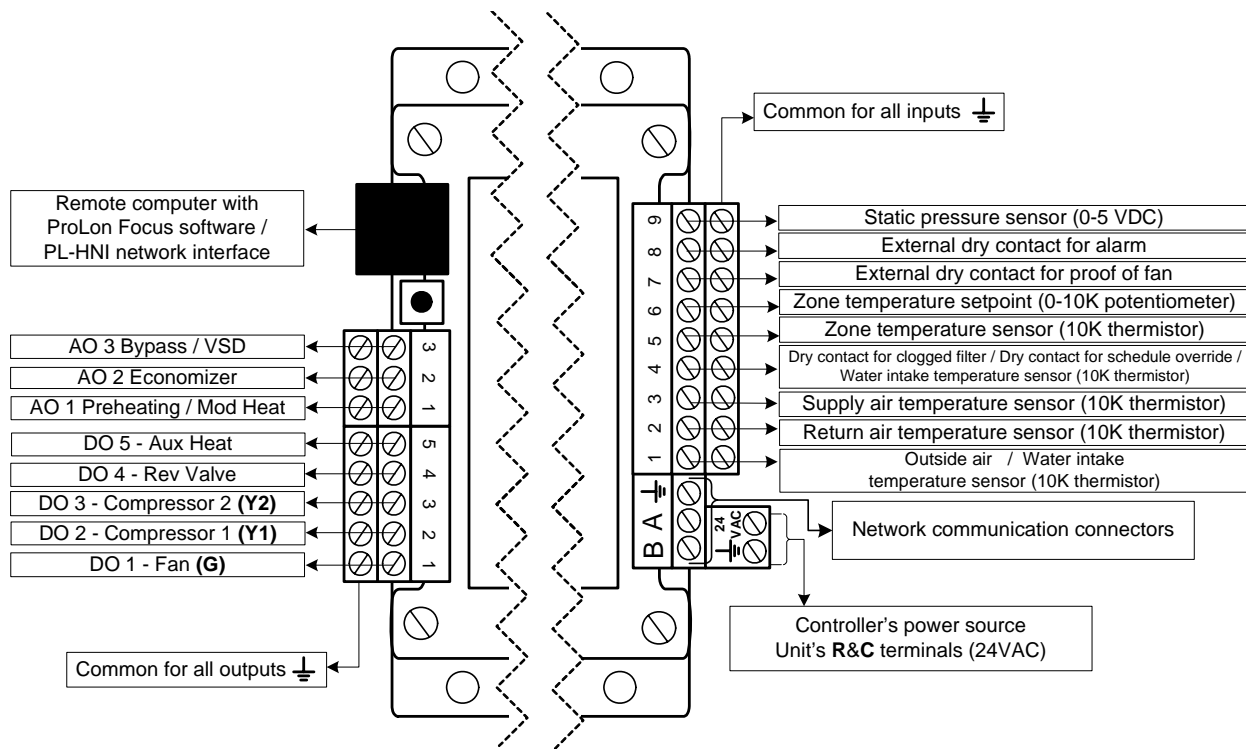 Common for all inputs
Remote computer with
ProLon Focus software /
PL-HNI network interface
AO 3 Bypass / VSD
AO 2 Economizer
AO 1 Preheating / Mod Heat
DO 5 - Aux Heat
DO 4 - Rev Valve
DO 3 - Compressor 2 (Y2)
DO 2 - Compressor 1 (Y1)
DO 1 - Fan (G)
Common for all outputs
3
2
1
5
4
3
2
1
9
8
7
6
5
4
3
2
1
B A
24
VAC
Static pressure sensor (0-5 VDC)
External dry contact for alarm
External dry contact for proof of fan
Zone temperature setpoint (0-10K potentiometer)
Zone temperature sensor (10K thermistor)
Dry contact for clogged filter / Dry contact for schedule override /
Water intake temperature sensor (10K thermistor)
Supply air temperature sensor (10K thermistor)
Return air temperature sensor (10K thermistor)
Outside air / Water intake
temperature sensor (10K thermistor)
Network communication connectors
Controller's power source
Unit's R&C terminals (24VAC)